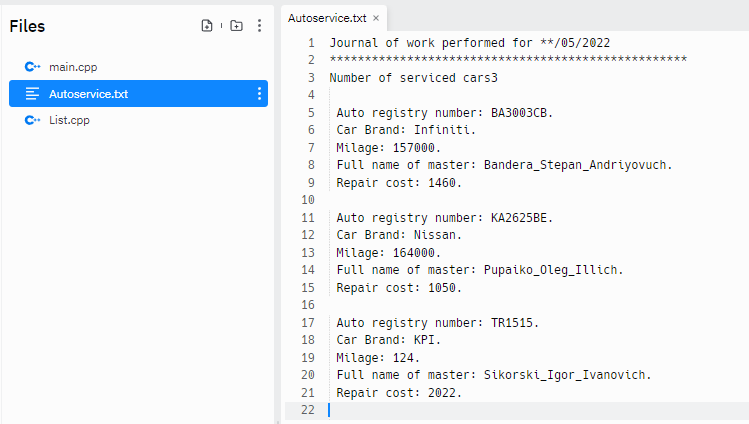 Files
main.cpp
Autoservice.txt
List.cpp
Autoservice.txt ×
1 Journal of work performed for **/05/2022
2 ***************************************************
3 Number of serviced cars3
4
5 Auto registry number: BA3003CB.
6 Car Brand: Infiniti.
7 Milage: 157000.
8 Full name of master: Bandera_Stepan_Andriyovuch.
9 Repair cost: 1460.
10
11 Auto registry number: KA2625BE.
12 Car Brand: Nissan.
13 Milage: 164000.
14 Full name of master: Pupaiko_Oleg_Illich.
15 Repair cost: 1050.
16
17 Auto registry number: TR1515.
18 Car Brand: KPI.
19 Milage: 124.
20 Full name of master: Sikorski_Igor_Ivanovich.
21 Repair cost: 2022.
22